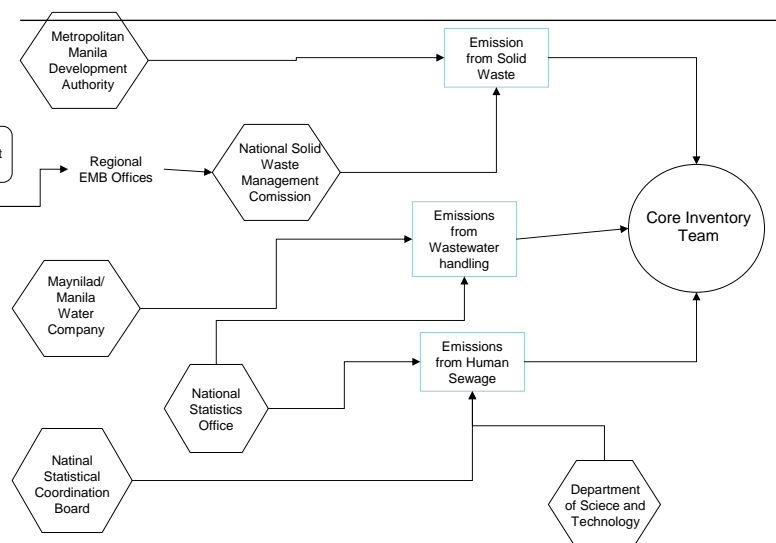 Metropolitan
Manila
Development
Authority
Emission
from Solid
Waste
t
Regional
EMB Offices
National Solid
Waste
Management
Comission
Emissions
from
Wastewater
handling
Core Inventory
Team
Maynilad/
Manila
Water
Company
Emissions
from Human
Sewage
National
Statistics
Office
Natinal
Statistical
Coordination
Board
Department
of Sciece and
Technology